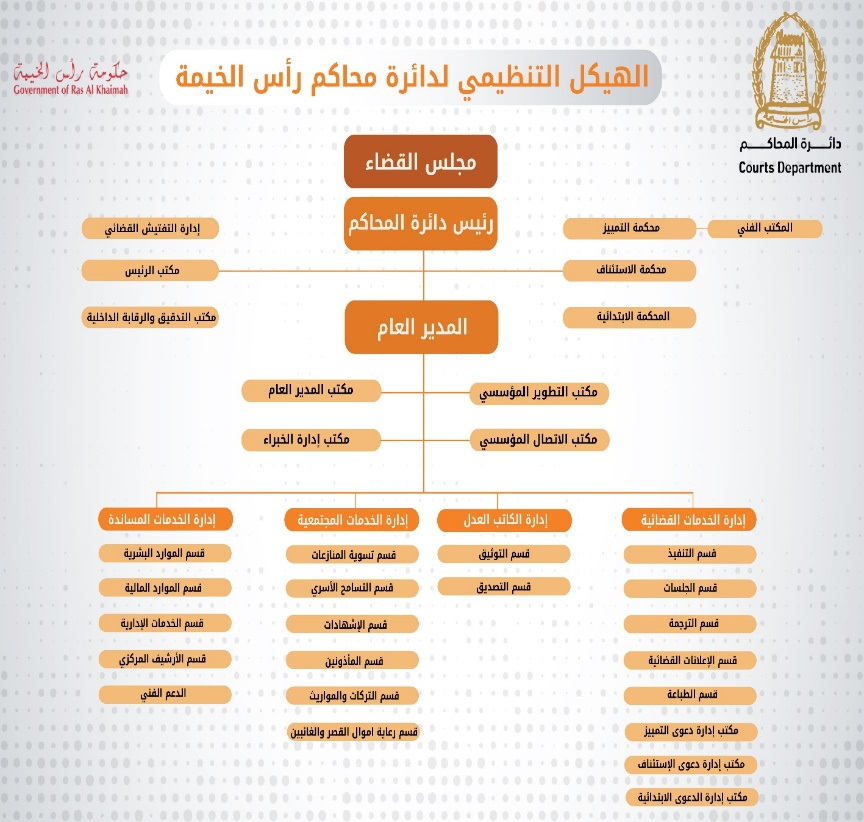 الهيكل التنظيمي لدائرة محاكم رأس الخيمة
حكومة رأس الخيمة
Government of Ras Al Khaimah
رأس الخيمة
دائـــرة المحاكـــم
Courts Department
مجلس القضاء
رئيس دائرة المحاكم
المكتب الفني
محكمة التمييز
إدارة التفتيش القضائي
محكمة الاستئناف
مكتب الرئيس
المحكمة الابتدائية
مكتب التدقيق والرقابة الداخلية
المدير العام
مكتب التطوير المؤسسي
مكتب المدير العام
مكتب الاتصال المؤسسي
مكتب إدارة الخبراء
إدارة الخدمات القضائية
قسم التنفيذ
قسم الجلسات
قسم الترجمة
قسم الإعلانات القضائية
قسم الطباعة
مكتب إدارة دعوى التمييز
مكتب إدارة دعوى الإستئناف
مكتب إدارة الدعوى الابتدائية
إدارة الكاتب العدل
قسم التوثيق
قسم التصديق
إدارة الخدمات المجتمعية
قسم تسوية المنازعات
قسم التسامح الأسري
قسم الإشهادات
قسم المأذونين
قسم التركات والمواريث
قسم رعاية اموال القصر والغائبين
إدارة الخدمات المساندة
قسم الموارد البشرية
قسم الموارد المالية
قسم الخدمات الإدارية
قسم الأرشيف المركزي
الدعم الفني